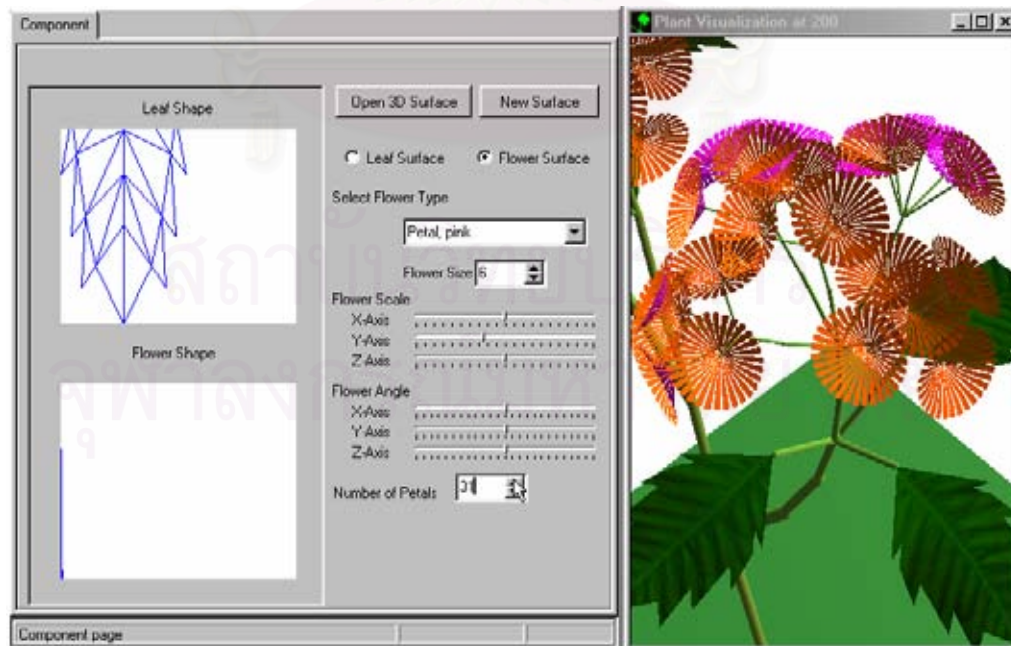 Component
Leaf Shape
Flower Shape
Open 3D Surface
New Surface
Leaf Surface
Flower Surface
Select Flower Type
Petal, pink
Flower Size 6
Flower Scale
X-Axis
Y-Axis
Z-Axis
Flower Angle
X-Axis
Y-Axis
Z-Axis
Number of Petals 31
Component page
Plant Visualization at 200